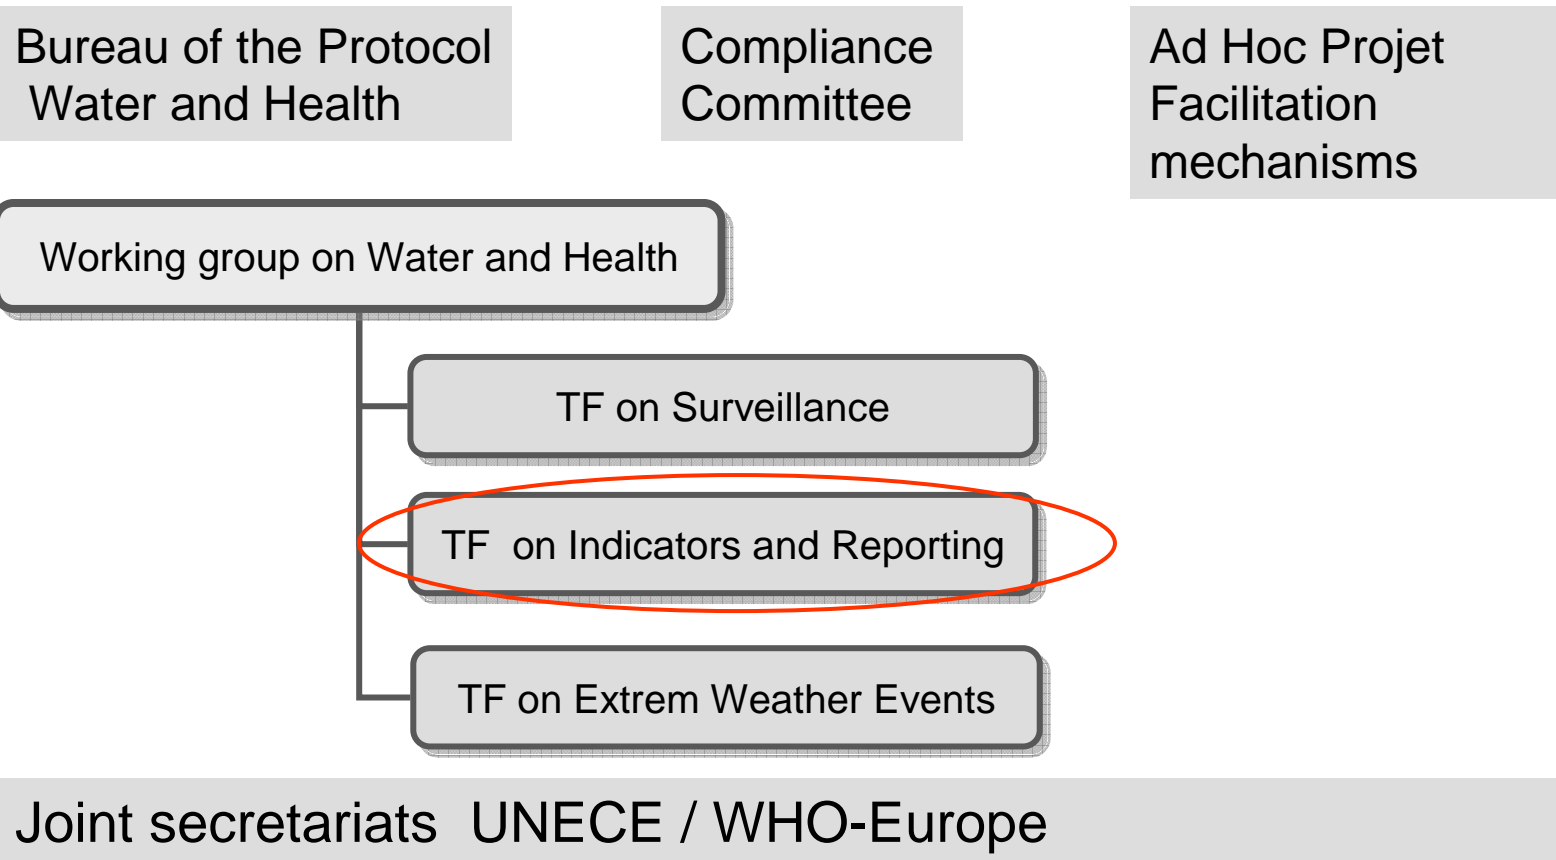 Bureau of the Protocol
Water and Health
Compliance
Committee
Ad Hoc Projet
Facilitation
mechanisms
Working group on Water and Health
TF on Surveillance
TF on Indicators and Reporting
TF on Extrem Weather Events
Joint secretariats UNECE / WHO-Europe